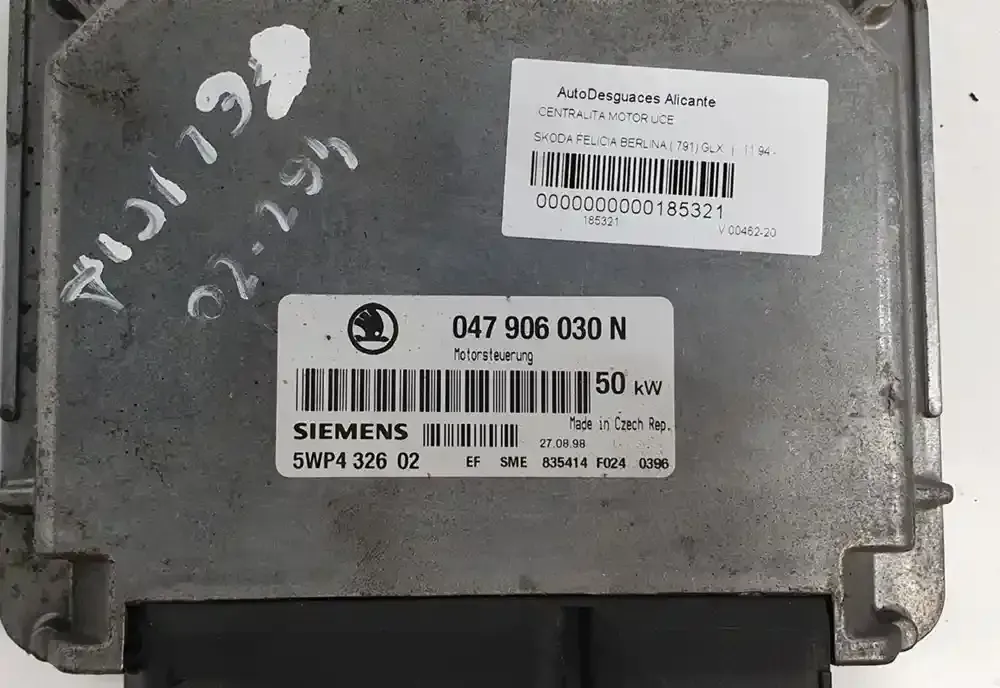 AutoDesguaces Alicante
CENTRALITA MOTOR UCE
SKODA FELICIA BERLINA ( 791) GLX | 11.94 -
0000000000185321
185321
V 00462-20
02-295
047 906 030 N
Motorsteuerung
50 kW
Made in Czech Rep.
SIEMENS
27.08.98
5WP4 326 02 EF SME 835414 F024 0396